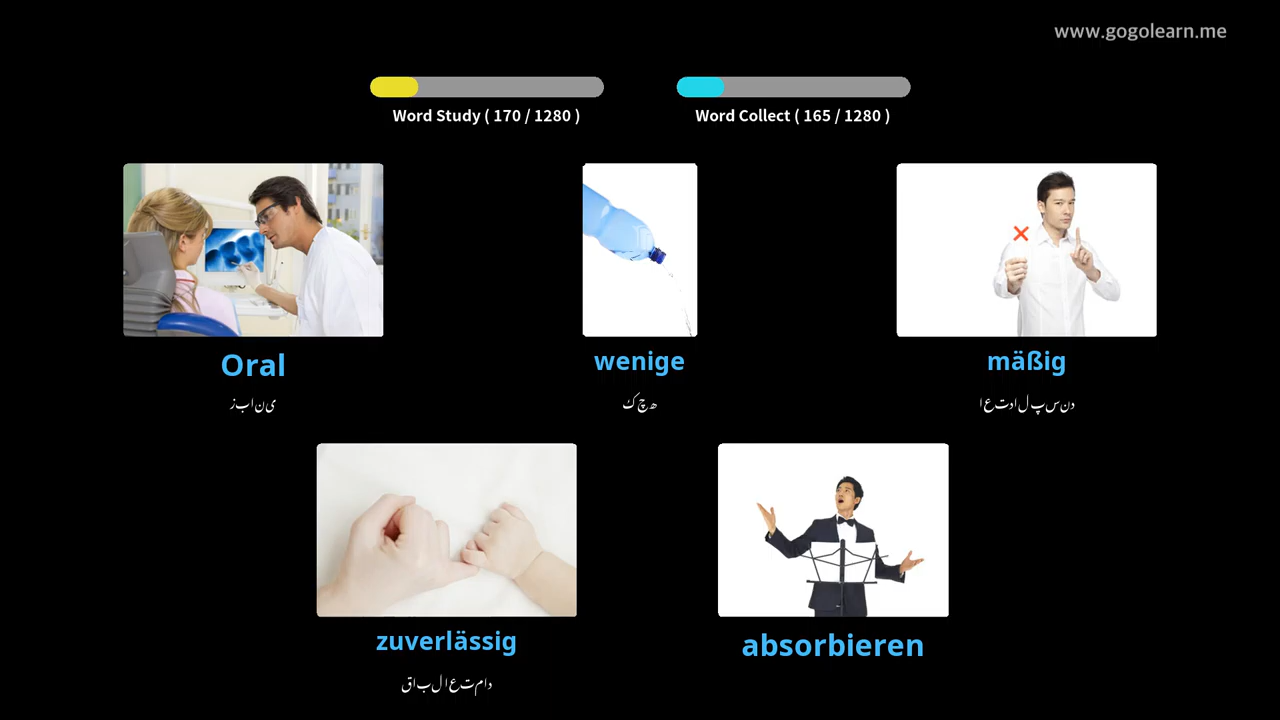 www.gogolearn.me
Word Study ( 170 / 1280 )
Word Collect ( 165 / 1280 )
Oral
wenige
mäßig
زبانی
کچھ
اعتدال پسند
zuverlässig
absorbieren
قابل اعتماد